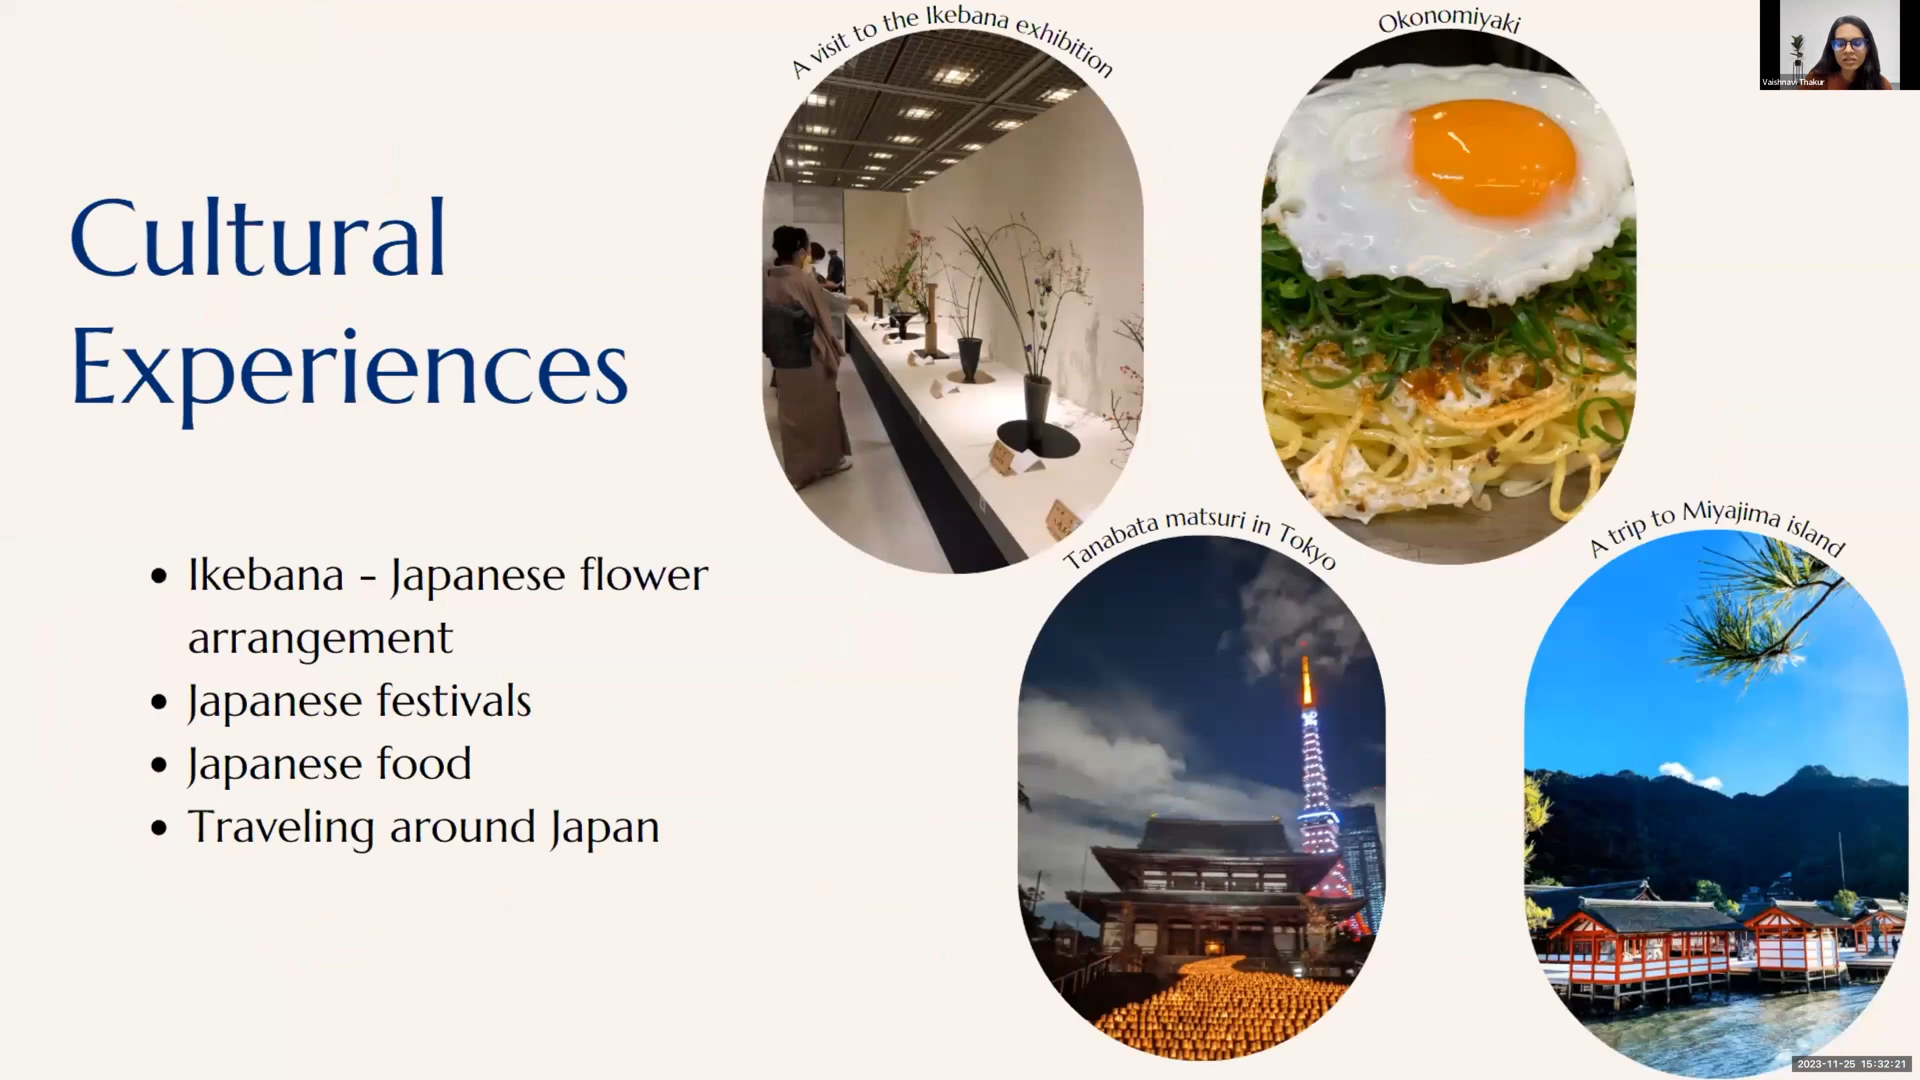 A visit to the Ikebana exhibition
Okonomiyaki
Vaishnavi Thakur
Cultural
Experiences
Ikebana - Japanese flower
arrangement
Japanese festivals
Japanese food
Traveling around Japan
Tanabata matsuri in Tokyo
A trip to Miyajima island
2023-11-25 15:32:21